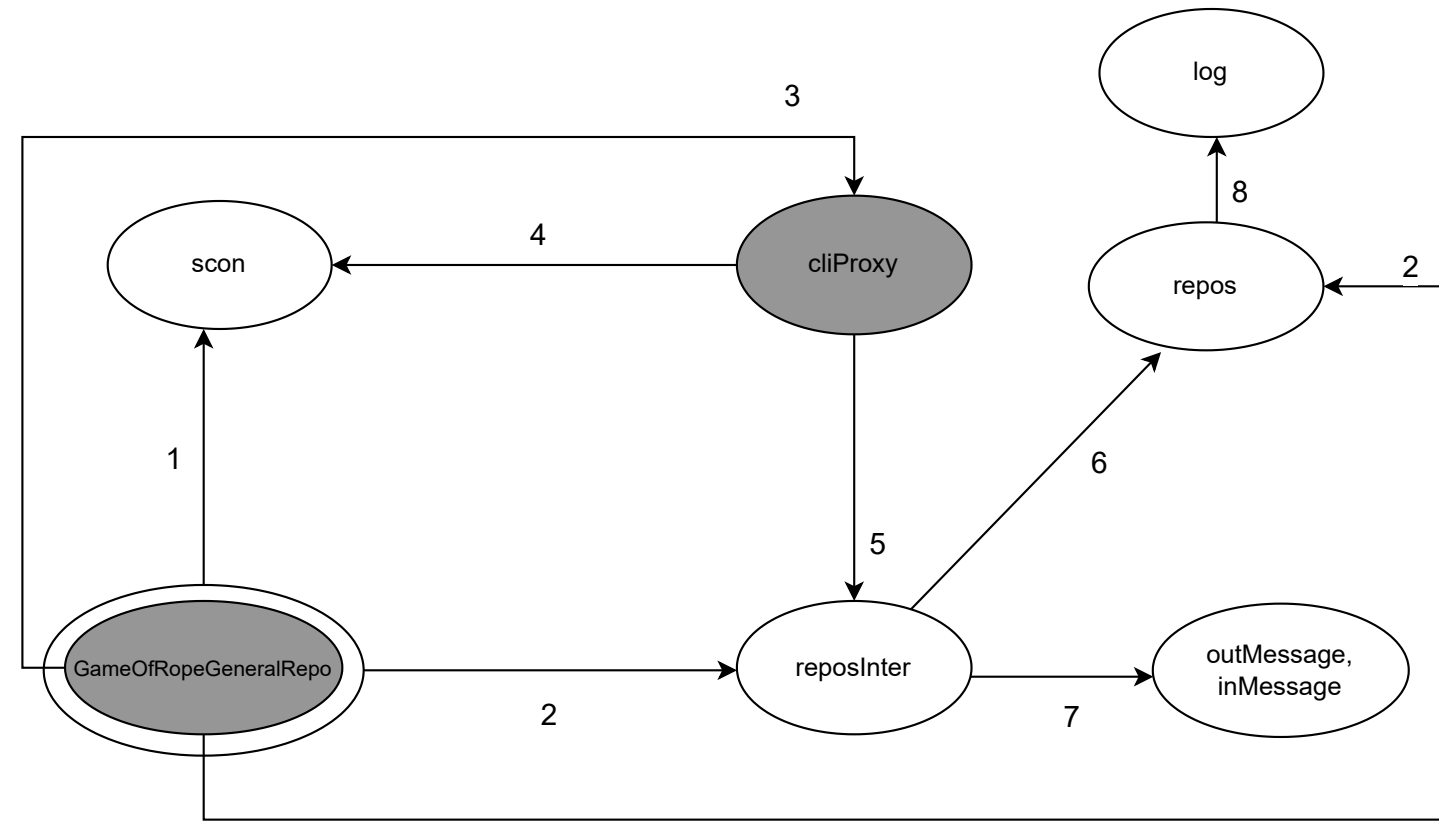 log
3
8
scon
4
cliProxy
repos
2
1
6
5
GameOfRopeGeneralRepo
reposInter
outMessage,
inMessage
2
7